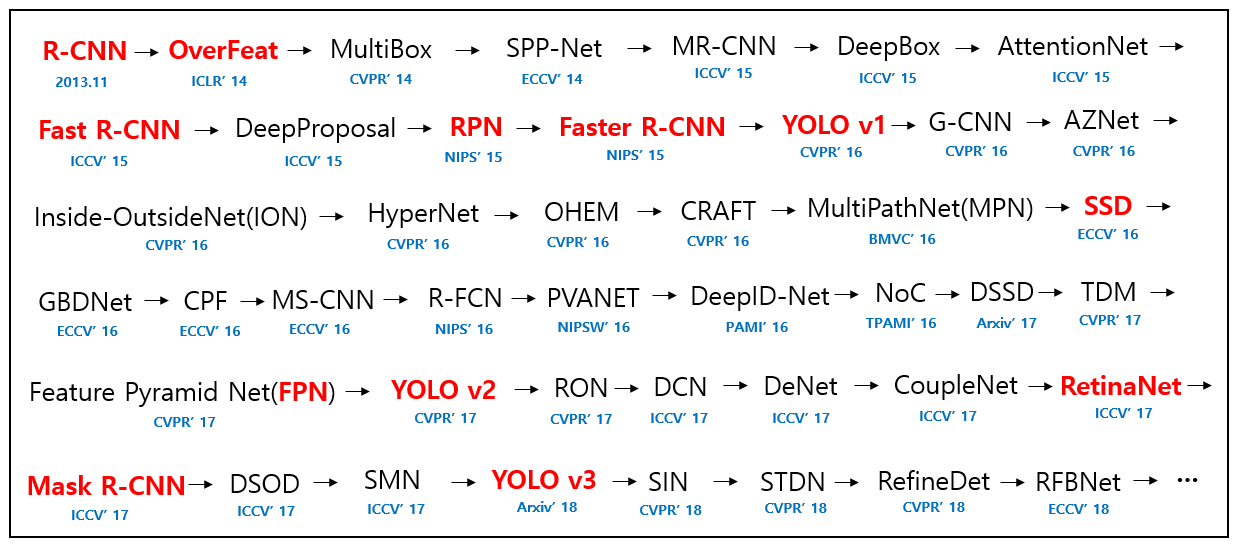 R-CNN → OverFeat → MultiBox → SPP-Net → MR-CNN → DeepBox → AttentionNet →
2013.11 ICLR' 14 CVPR' 14 ECCV' 14 ICCV' 15 ICCV' 15 ICCV' 15
Fast R-CNN → DeepProposal → RPN → Faster R-CNN → YOLO v1 → G-CNN → AZNet →
ICCV' 15 ICCV' 15 NIPS' 15 NIPS' 15 CVPR' 16 CVPR' 16 CVPR' 16
Inside-OutsideNet(ION) → HyperNet → OHEM → CRAFT → MultiPathNet(MPN) → SSD →
CVPR' 16 CVPR' 16 CVPR' 16 CVPR' 16 BMVC' 16 ECCV' 16
GBDNet → CPF → MS-CNN → R-FCN → PVANET → DeepID-Net → NoC → DSSD → TDM →
ECCV' 16 ECCV' 16 ECCV' 16 NIPS' 16 NIPSW' 16 PAMI' 16 TPAMI' 16 Arxiv' 17 CVPR' 17
Feature Pyramid Net(FPN) → YOLO v2 → RON → DCN → DeNet → CoupleNet → RetinaNet →
CVPR' 17 CVPR' 17 CVPR' 17 ICCV' 17 ICCV' 17 ICCV' 17 ICCV' 17
Mask R-CNN → DSOD → SMN → YOLO v3 → SIN → STDN → RefineDet → RFBNet → ···
ICCV' 17 ICCV' 17 ICCV' 17 Arxiv' 18 CVPR' 18 CVPR' 18 CVPR' 18 ECCV' 18